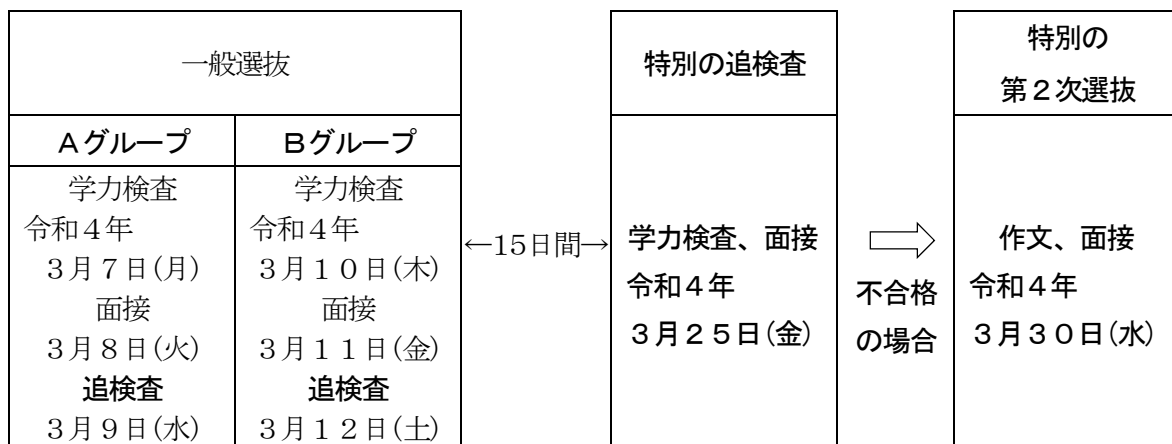 一般選抜
Aグループ
学力検査
令和4年
3月7日(月)
面接
3月8日(火)
追検査
3月9日(水)
Bグループ
学力検査
令和4年
3月10日(木)
面接
3月11日(金)
追検査
3月12日(土)
←15日間→
特別の追検査
学力検査、面接
令和4年
3月25日(金)
不合格
の場合
特別の
第2次選抜
作文、面接
令和4年
3月30日(水)